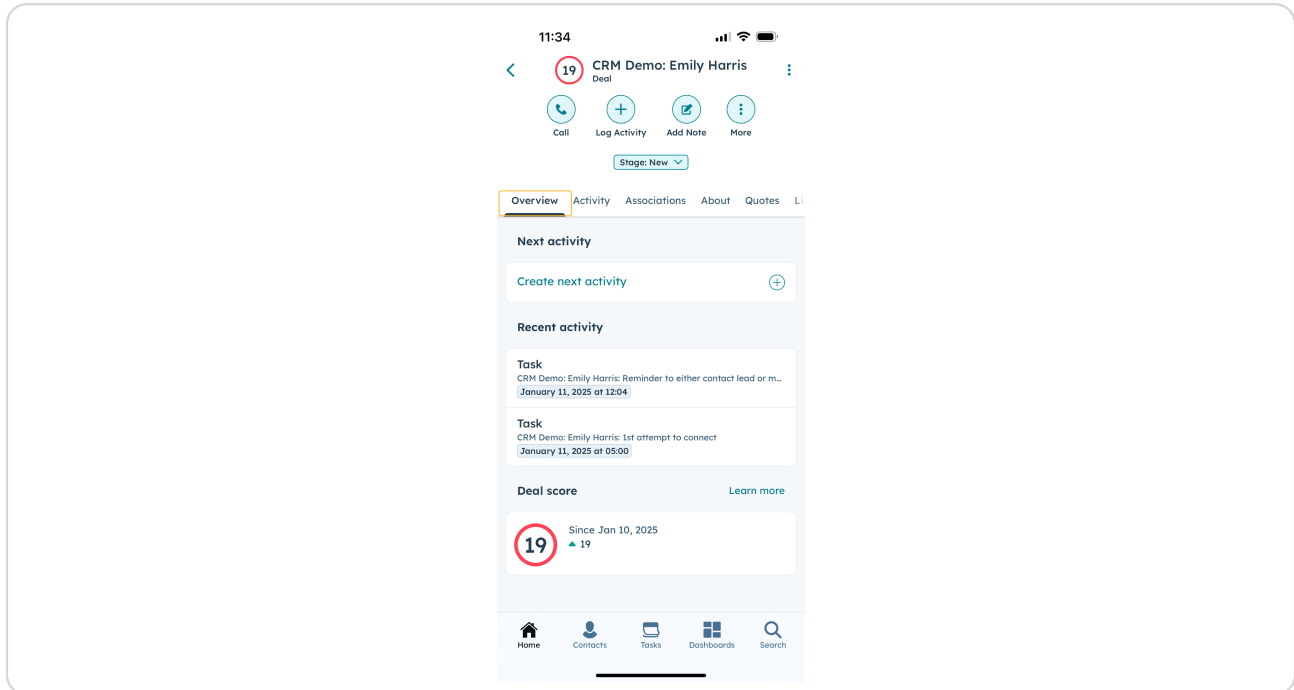 11:34
19
CRM Demo: Emily Harris
Deal
Call Log Activity Add Note More
Stage: New
Overview Activity Associations About Quotes Li
Next activity
Create next activity
Recent activity
Task
CRM Demo: Emily Harris: Reminder to either contact lead or m...
January 11, 2025 at 12:04
Task
CRM Demo: Emily Harris: 1st attempt to connect
January 11, 2025 at 05:00
Deal score Learn more
19
Since Jan 10, 2025
19
Home Contacts Tasks Dashboards Search